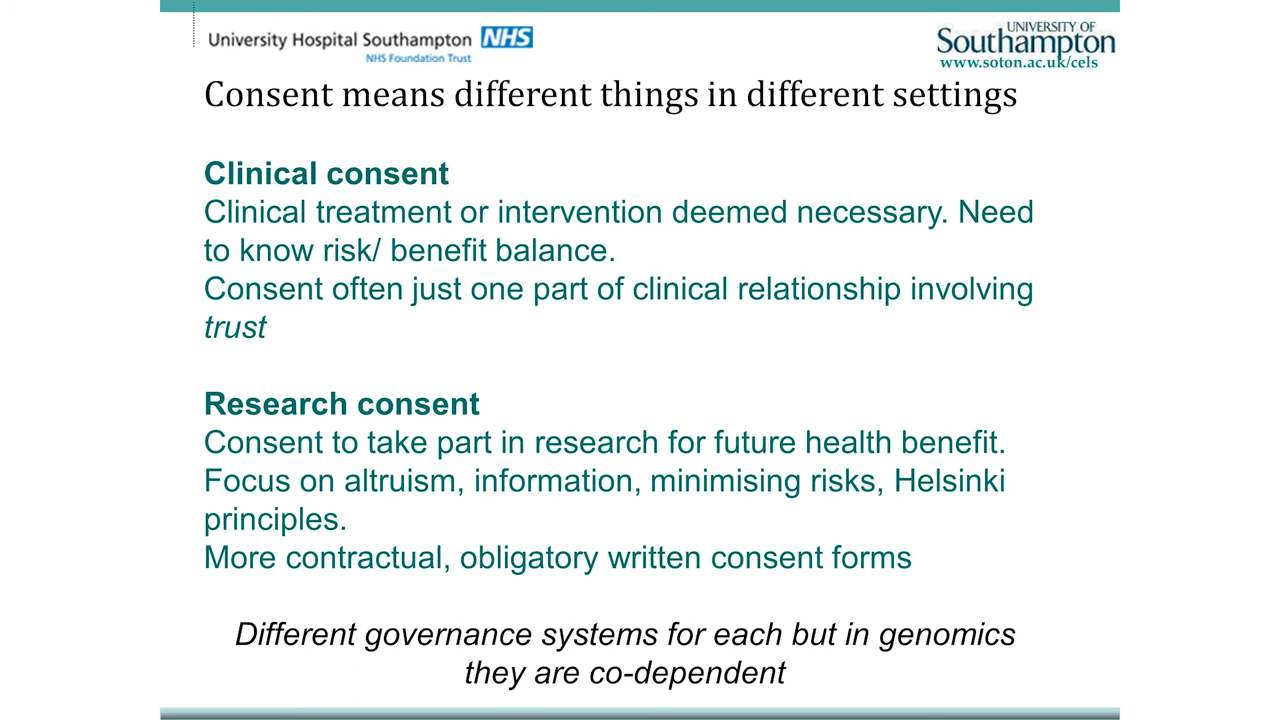 University Hospital Southampton NHS
NHS Foundation Trust
UNIVERSITY OF
Southampton
www.soton.ac.uk/cels
Consent means different things in different settings
Clinical consent
Clinical treatment or intervention deemed necessary. Need
to know risk/ benefit balance.
Consent often just one part of clinical relationship involving
trust
Research consent
Consent to take part in research for future health benefit.
Focus on altruism, information, minimising risks, Helsinki
principles.
More contractual, obligatory written consent forms
Different governance systems for each but in genomics
they are co-dependent